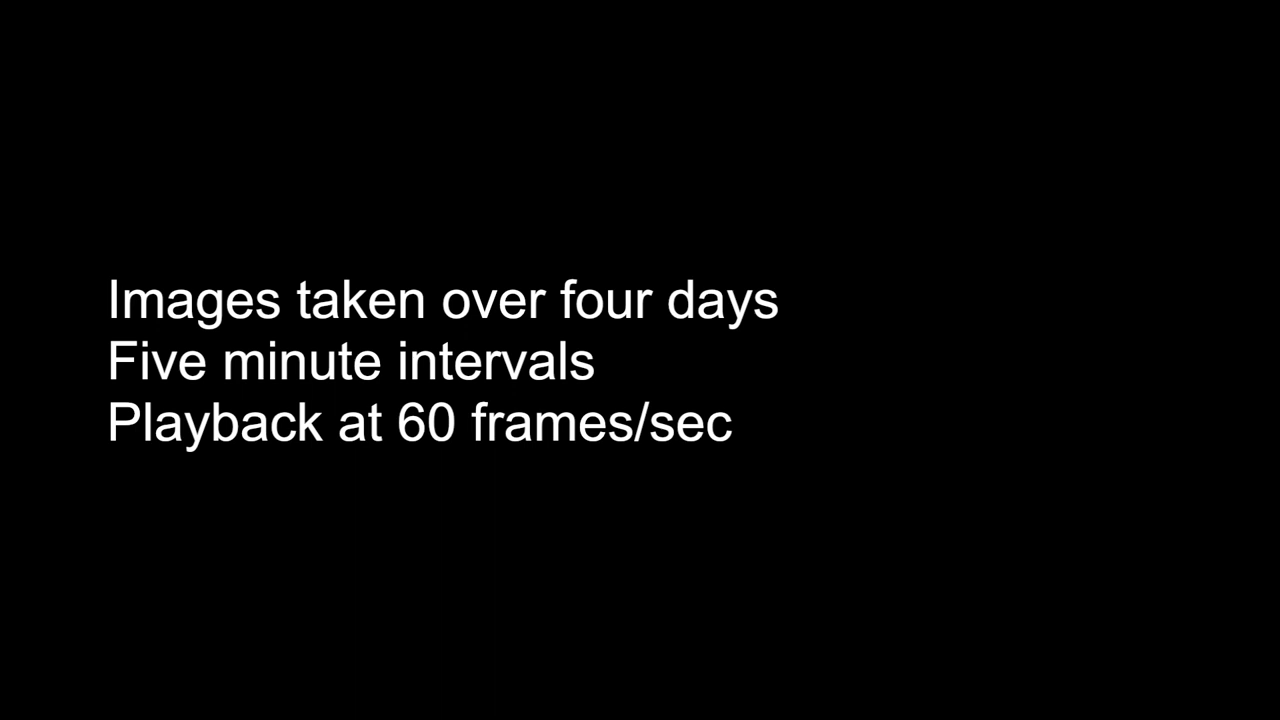 Images taken over four days
Five minute intervals
Playback at 60 frames/sec